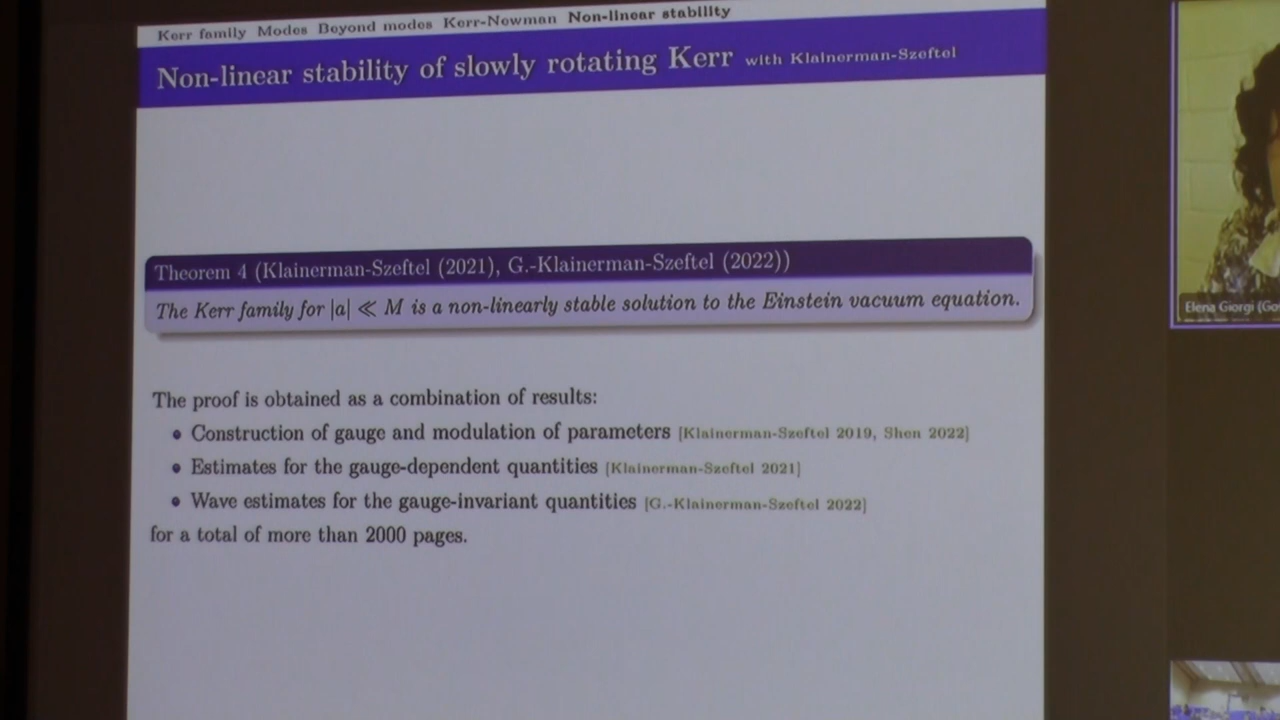 Kerr family Modes Beyond modes Kerr-Newman Non-linear stability
Non-linear stability of slowly rotating Kerr with Klainerman-Szeftel
Theorem 4 (Klainerman-Szeftel (2021), G.-Klainerman-Szeftel (2022))
The Kerr family for |a| ≪ M is a non-linearly stable solution to the Einstein vacuum equation.
The proof is obtained as a combination of results:
• Construction of gauge and modulation of parameters [Klainerman-Szeftel 2019, Shen 2022]
• Estimates for the gauge-dependent quantities [Klainerman-Szeftel 2021]
• Wave estimates for the gauge-invariant quantities [G.-Klainerman-Szeftel 2022]
for a total of more than 2000 pages.
Elena Giorgi